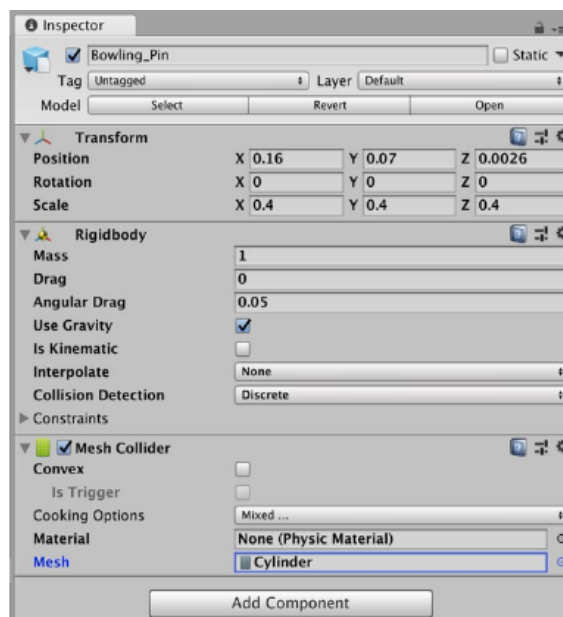 Inspector
Bowling_Pin Static
Tag Untagged Layer Default
Model Select Revert Open
Transform
Position X 0.16 Y 0.07 Z 0.0026
Rotation X 0 Y 0 Z 0
Scale X 0.4 Y 0.4 Z 0.4
Rigidbody
Mass 1
Drag 0
Angular Drag 0.05
Use Gravity
Is Kinematic
Interpolate None
Collision Detection Discrete
Constraints
Mesh Collider
Convex
Is Trigger
Cooking Options Mixed ...
Material None (Physic Material)
Mesh Cylinder
Add Component